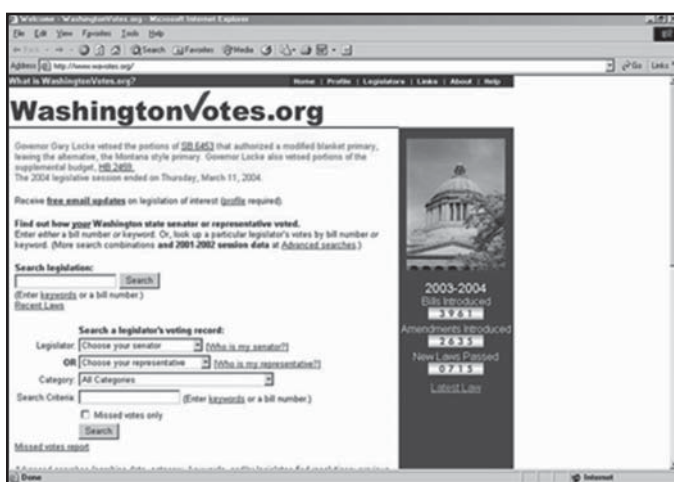 Welcome - WashingtonVotes.org - Microsoft Internet Explorer
File Edit View Favorites Tools Help
Back Search Favorites Media
Address http://www.wavotes.org/ Go Links
What is WashingtonVotes.org? Home | Profile | Legislators | Links | About | Help
WashingtonVotes.org
Governor Gary Locke vetoed the portions of SB 6453 that authorized a modified blanket primary,
leaving the alternative, the Montana style primary. Governor Locke also vetoed portions of the
supplemental budget, HB 2459.
The 2004 legislative session ended on Thursday, March 11, 2004.
Receive free email updates on legislation of interest (profile required).
Find out how your Washington state senator or representative voted.
Enter either a bill number or keyword. Or, look up a particular legislator's votes by bill number or
keyword. (More search combinations and 2001-2002 session data at Advanced searches.)
Search legislation:
Search
(Enter keywords or a bill number.)
Recent Laws
Search a legislator's voting record:
Legislator: Choose your senator [Who is my senator?]
OR Choose your representative [Who is my representative?]
Category: All Categories
Search Criteria: (Enter keywords or a bill number.)
Missed votes only
Search
Missed votes report
2003-2004
Bills Introduced
3961
Amendments Introduced
2635
New Laws Passed
0715
Latest Law
Done Internet